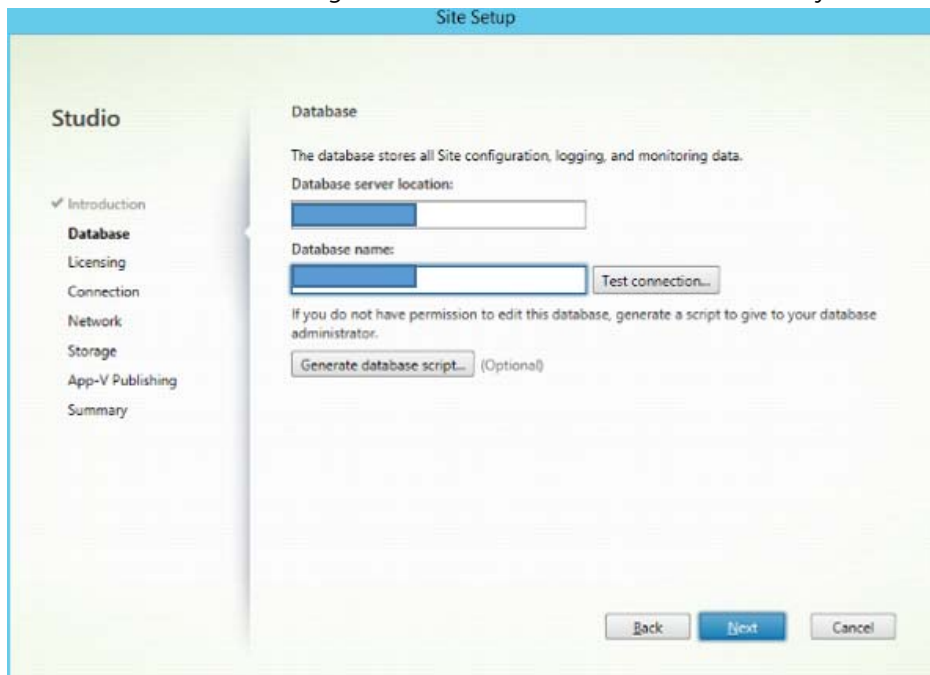 Site Setup
Studio
✔ Introduction
Database
Licensing
Connection
Network
Storage
App-V Publishing
Summary
Database
The database stores all Site configuration, logging, and monitoring data.
Database server location:
Database name:
Test connection...
If you do not have permission to edit this database, generate a script to give to your database
administrator.
Generate database script... (Optional)
Back
Next
Cancel